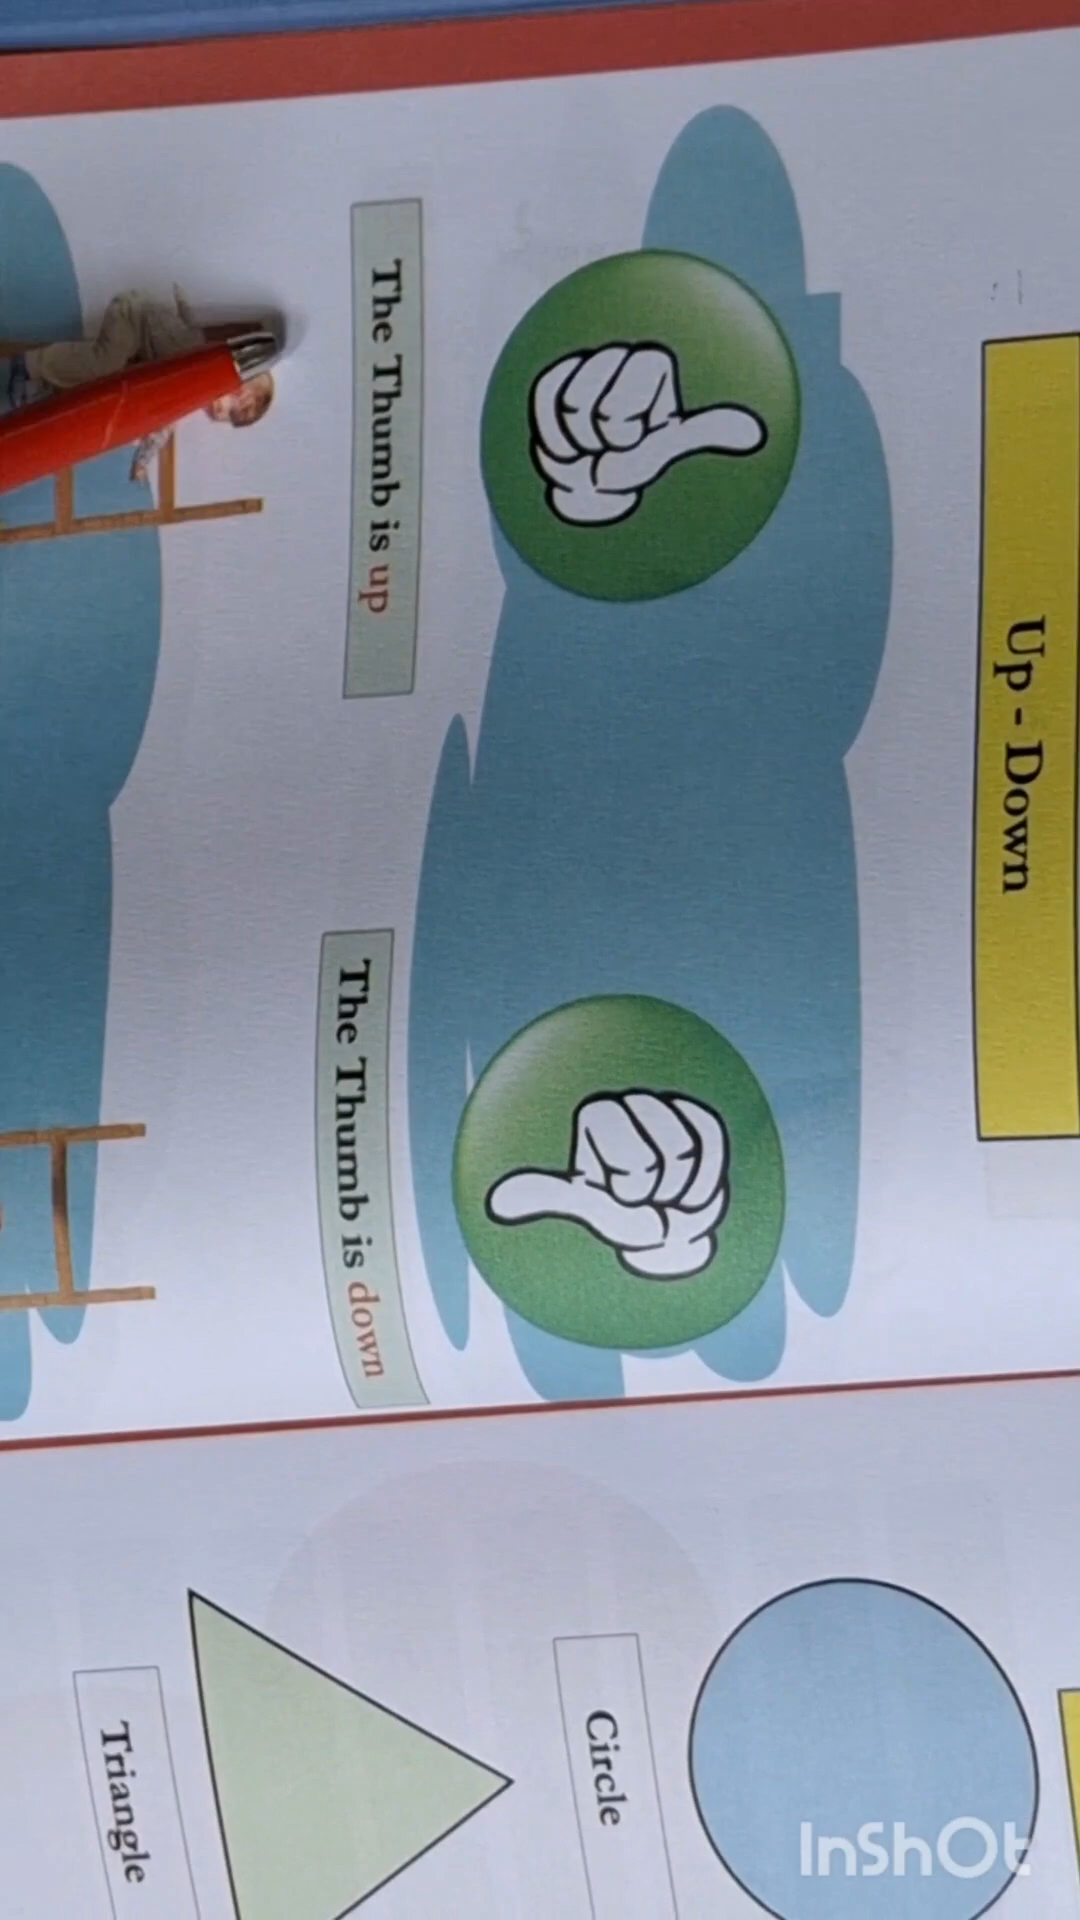 Up - Down
The Thumb is up
The Thumb is down
Circle
Triangle
InShOt